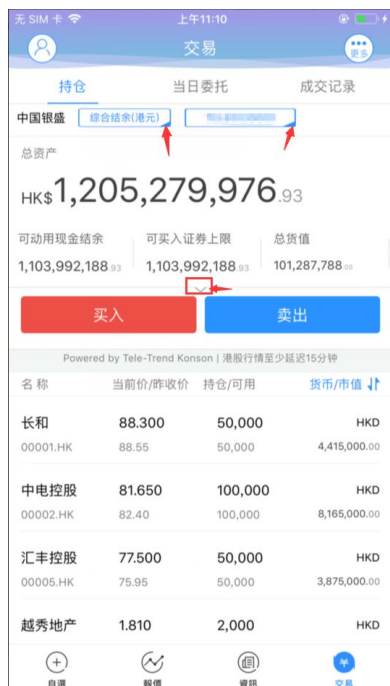 无 SIM 卡 上午11:10
交易 更多
持仓 当日委托 成交记录
中国银盛 综合结余(港元)
总资产
HK$1,205,279,976.93
可动用现金结余 可买入证券上限 总货值
1,103,992,188.93 1,103,992,188.93 101,287,788.00
买入 卖出
Powered by Tele-Trend Konson | 港股行情至少延迟15分钟
名 称 当前价/昨收价 持仓/可用 货币/市值
长和 88.300 50,000 HKD
00001.HK 88.55 50,000 4,415,000.00
中电控股 81.650 100,000 HKD
00002.HK 82.40 100,000 8,165,000.00
汇丰控股 77.500 50,000 HKD
00005.HK 75.95 50,000 3,875,000.00
越秀地产 1.810 2,000 HKD
自選 報價 資訊 交易